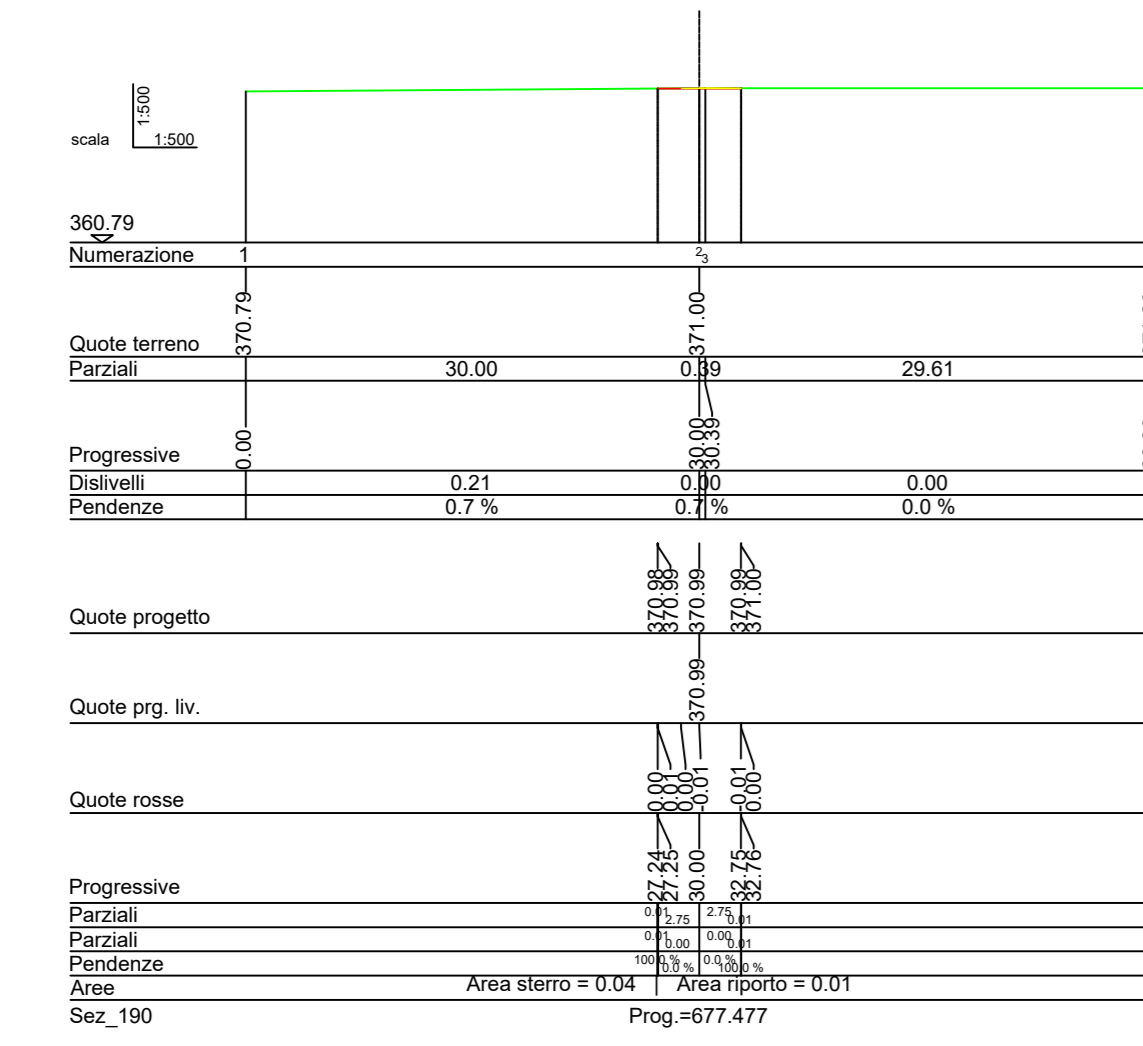 1:500
scala 1:500
360.79
Numerazione 1 2 3
Quote terreno 370.79 371.00
Parziali 30.00 0.39 29.61
Progressive 0.00 30.00 30.39
Dislivelli 0.21 0.00 0.00
Pendenze 0.7 % 0.7 % 0.0 %
Quote progetto 370.98 370.99 370.99 370.99 371.00
Quote prg. liv. 370.99
Quote rosse 0.00 0.01 0.00 -0.01 -0.01 0.00
Progressive 27.24 27.25 30.00 32.75 32.76
Parziali 0.01 2.75 2.75 0.01
Parziali 0.01 0.00 0.00 0.01
Pendenze 100.0 % 0.0 % 0.0 % 100.0 %
Aree Area sterro = 0.04 Area riporto = 0.01
Sez_190 Prog.=677.477